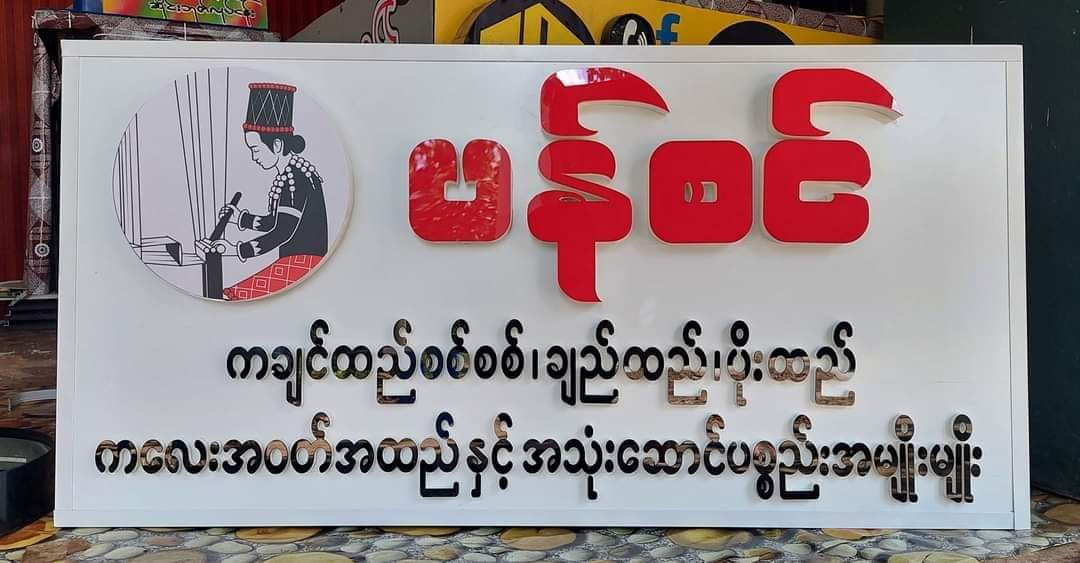 ပန်ဝင်
ကချင်ထည်စစ်စစ်၊ချည်ထည်၊ပိုးထည်
ကလေးအဝတ်အထည်နှင့် အသုံးဆောင်ပစ္စည်းအမျိုးမျိုး